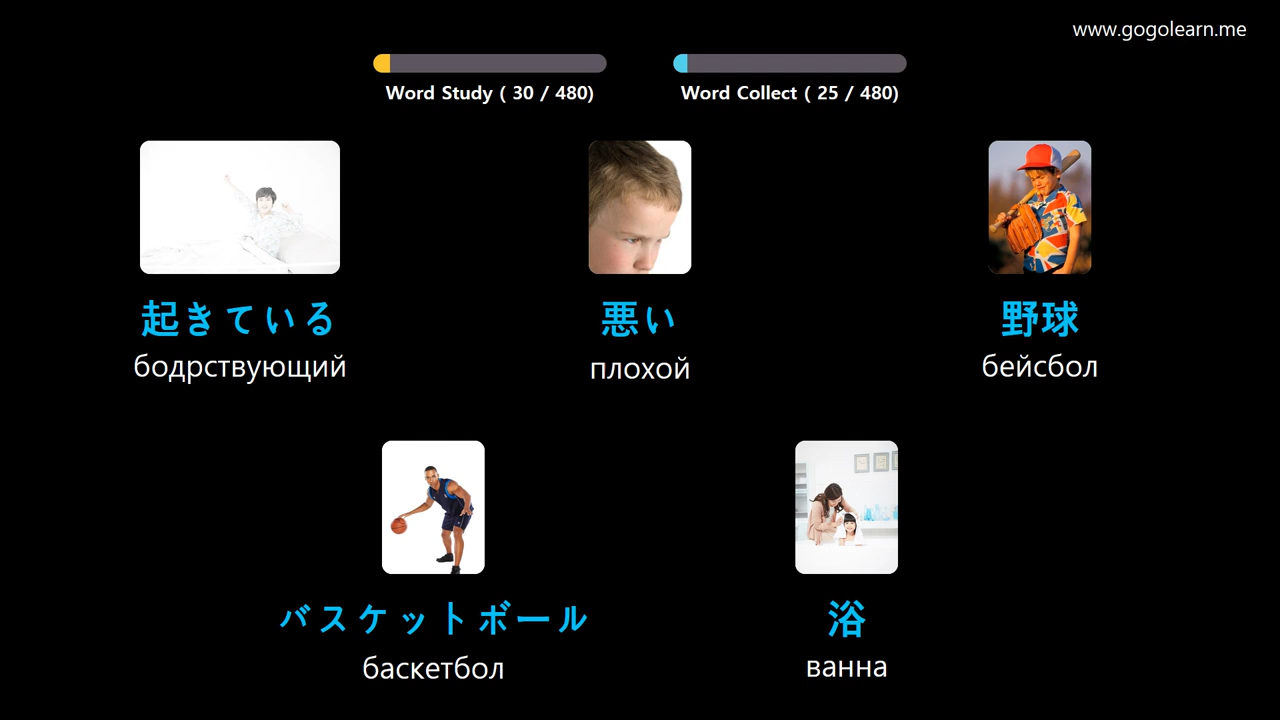 www.gogolearn.me
Word Study ( 30 / 480)
Word Collect ( 25 / 480)
起きている
бодрствующий
悪い
плохой
野球
бейсбол
バスケットボール
баскетбол
浴
ванна